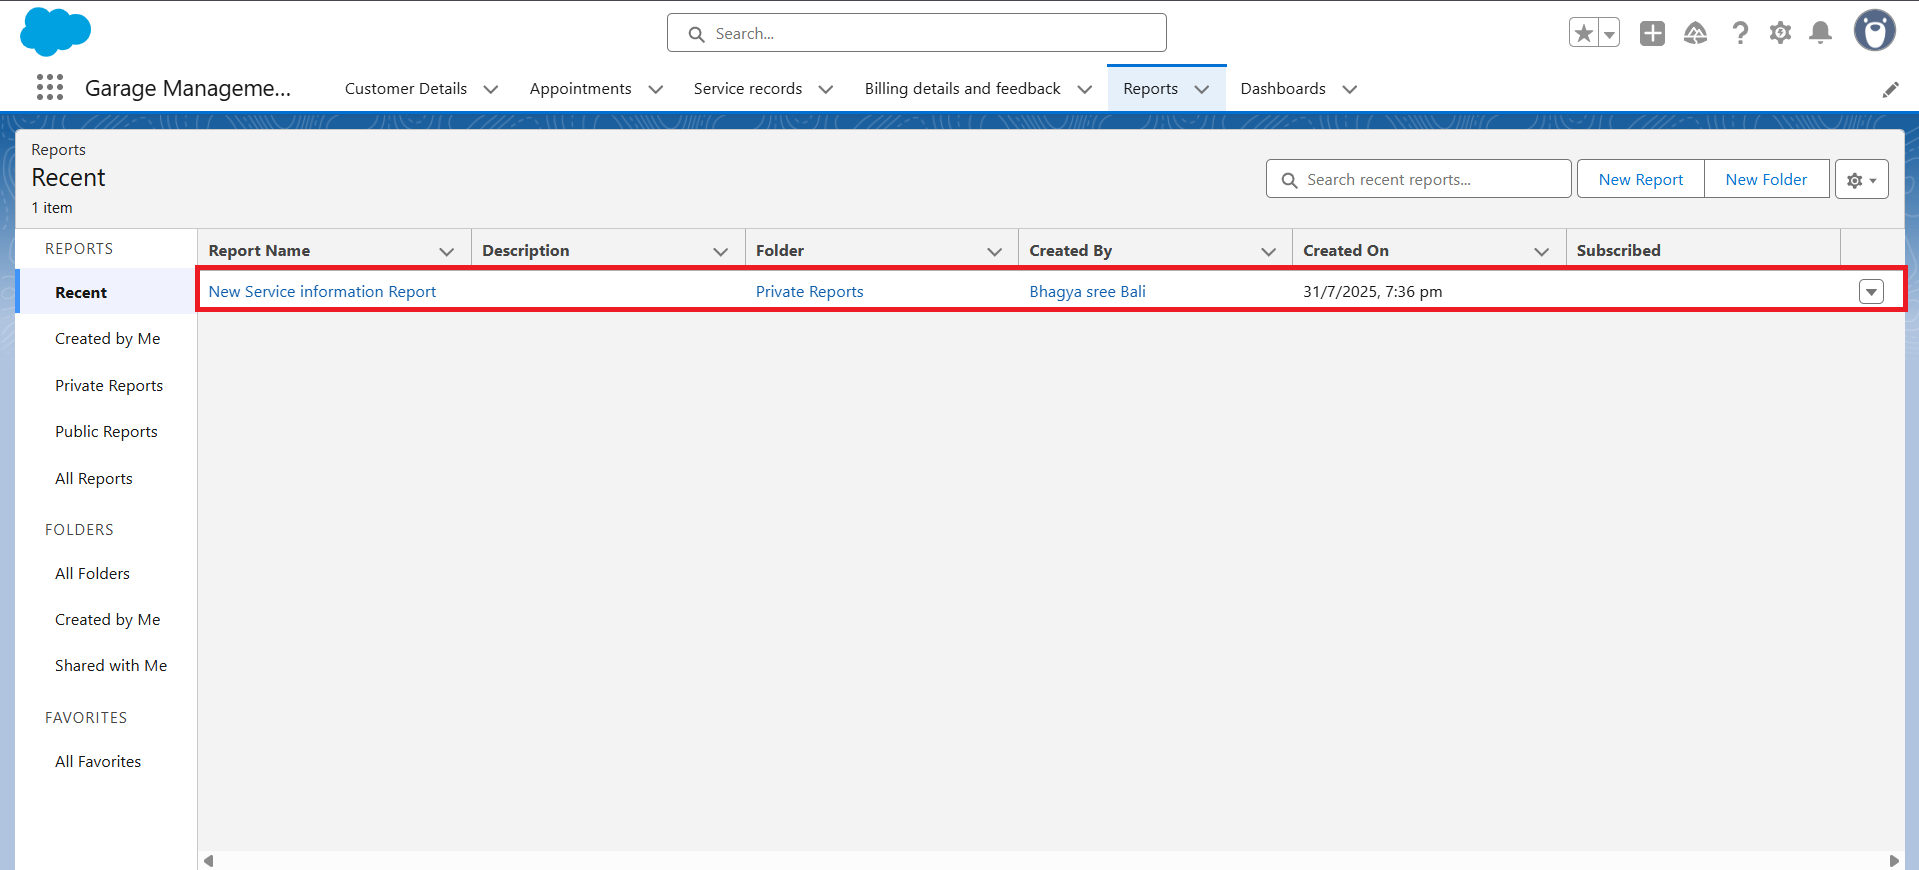 Search...
Garage Manageme...
Customer Details
Appointments
Service records
Billing details and feedback
Reports
Dashboards
Reports
Recent
1 item
Search recent reports...
New Report
New Folder
REPORTS
Recent
Created by Me
Private Reports
Public Reports
All Reports
FOLDERS
All Folders
Created by Me
Shared with Me
FAVORITES
All Favorites
Report Name
Description
Folder
Created By
Created On
Subscribed
New Service information Report
Private Reports
Bhagya sree Bali
31/7/2025, 7:36 pm